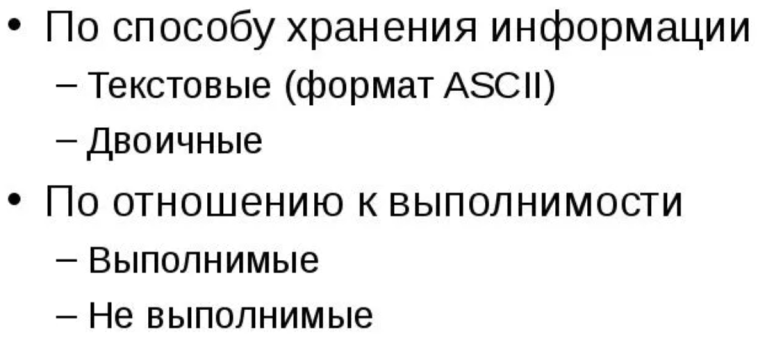 • По способу хранения информации
– Текстовые (формат ASCII)
– Двоичные
• По отношению к выполнимости
– Выполнимые
– Не выполнимые